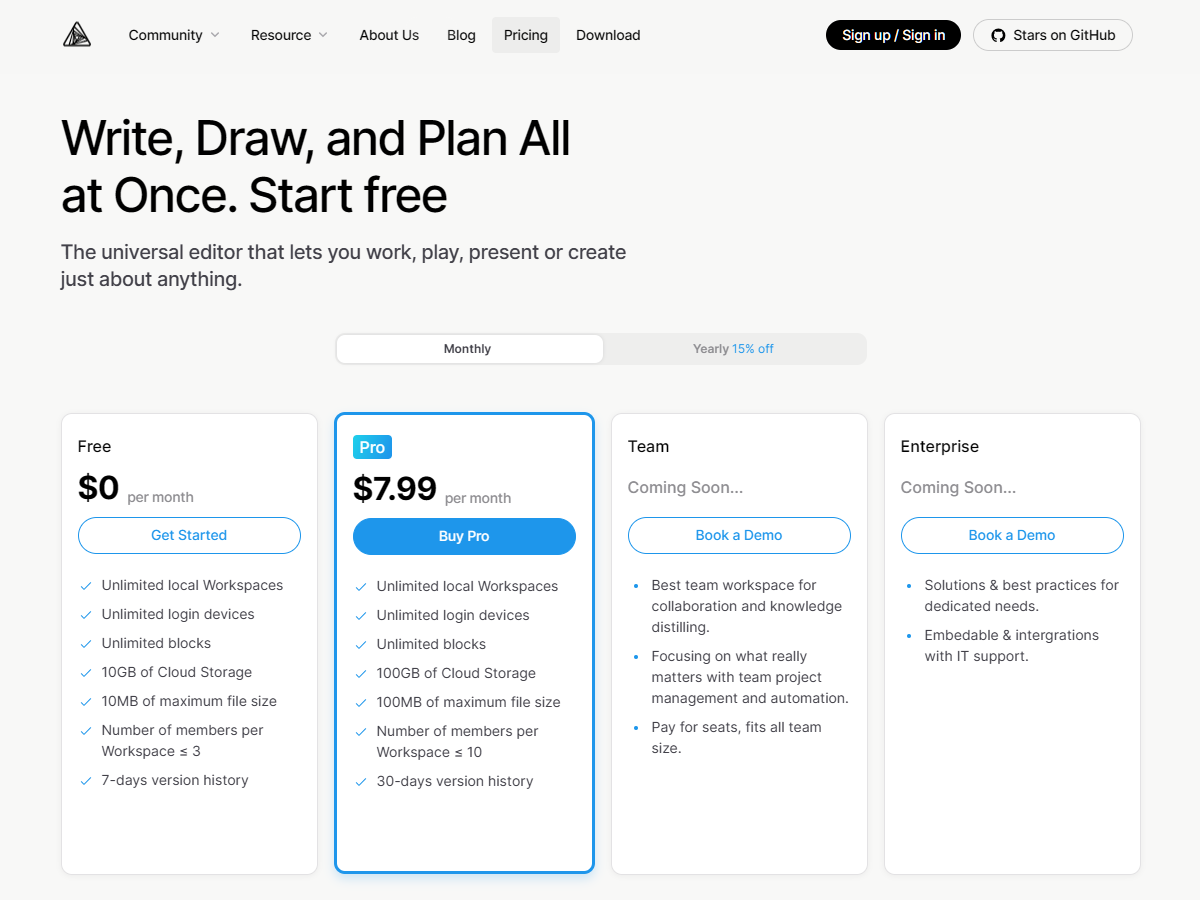 Community
Resource
About Us
Blog
Pricing
Download
Sign up / Sign in
Stars on GitHub
Write, Draw, and Plan All
at Once. Start free
The universal editor that lets you work, play, present or create
just about anything.
Monthly
Yearly 15% off
Free
$0 per month
Get Started
Unlimited local Workspaces
Unlimited login devices
Unlimited blocks
10GB of Cloud Storage
10MB of maximum file size
Number of members per
Workspace ≤ 3
7-days version history
Pro
$7.99 per month
Buy Pro
Unlimited local Workspaces
Unlimited login devices
Unlimited blocks
100GB of Cloud Storage
100MB of maximum file size
Number of members per
Workspace ≤ 10
30-days version history
Team
Coming Soon...
Book a Demo
Best team workspace for
collaboration and knowledge
distilling.
Focusing on what really
matters with team project
management and automation.
Pay for seats, fits all team
size.
Enterprise
Coming Soon...
Book a Demo
Solutions & best practices for
dedicated needs.
Embedable & intergrations
with IT support.